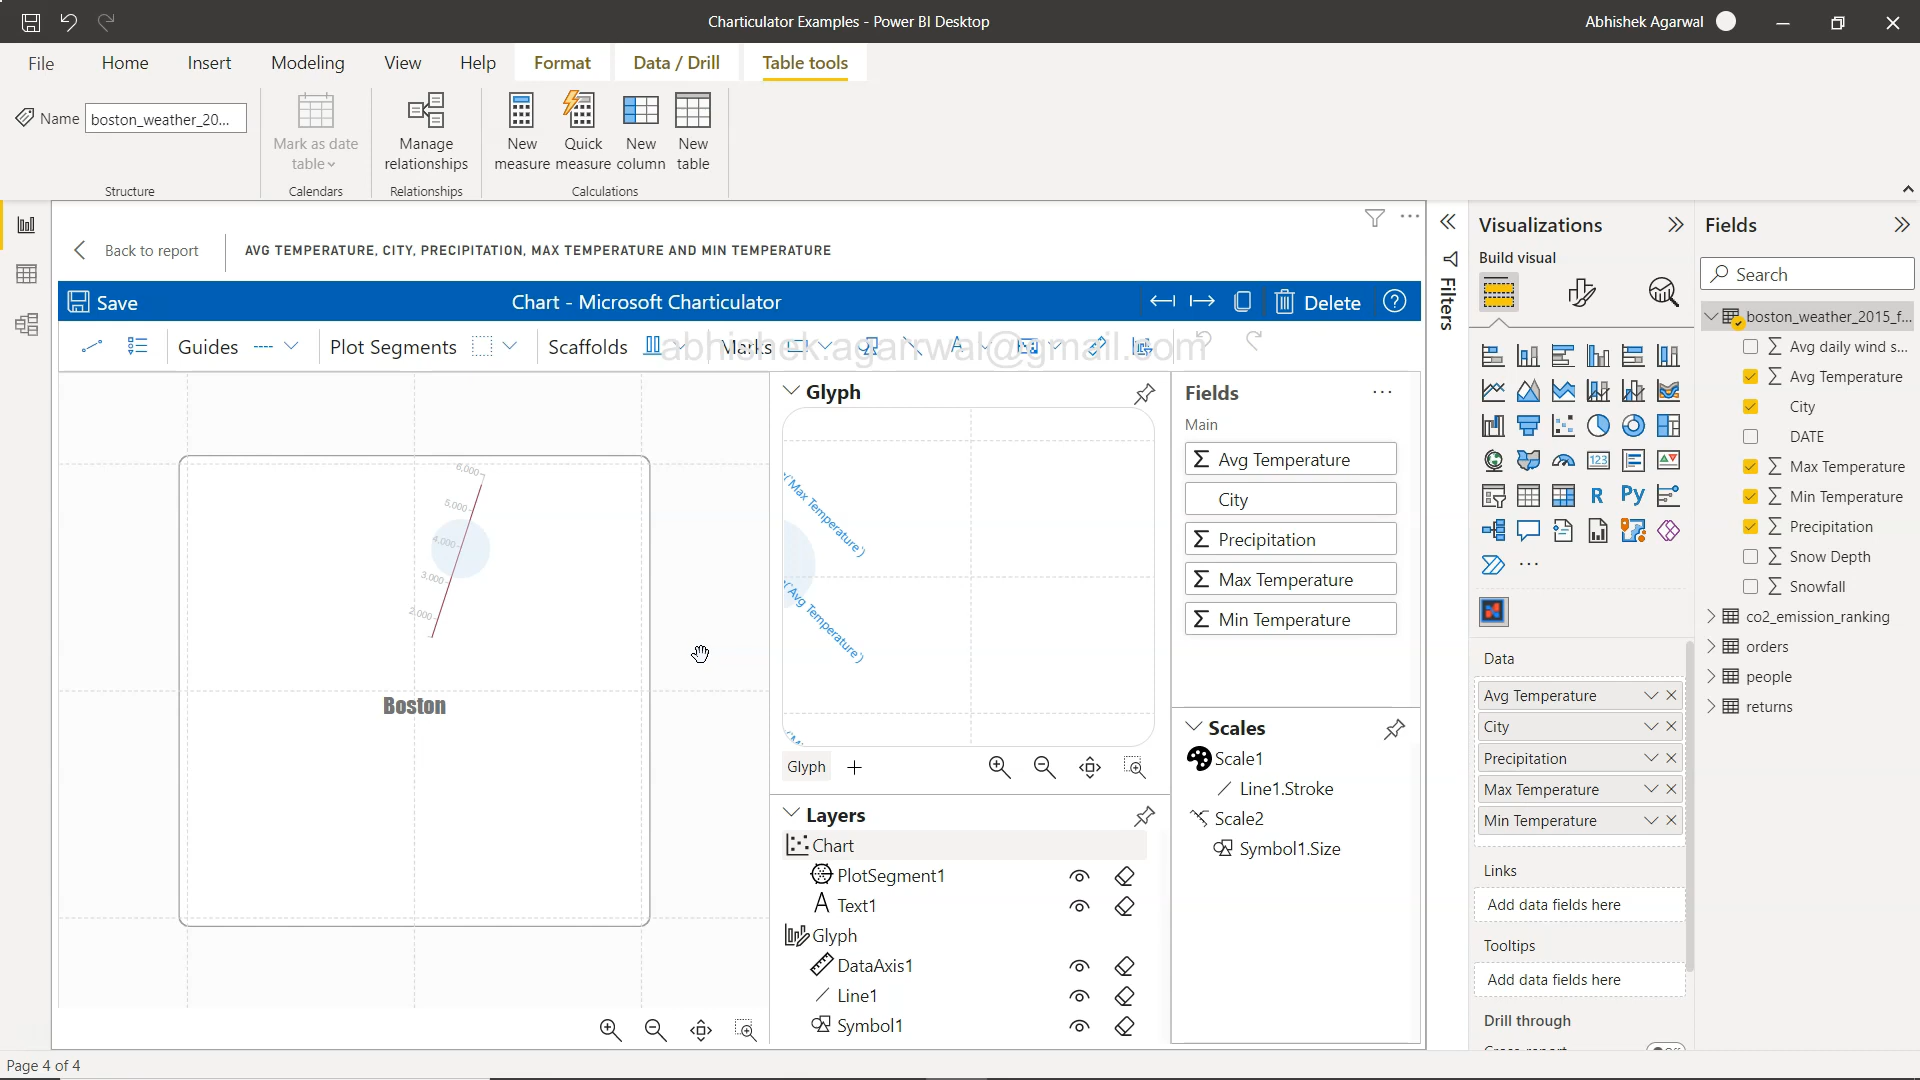 Charticulator Examples - Power BI Desktop
Abhishek Agarwal
File Home Insert Modeling View Help Format Data / Drill Table tools
Name boston_weather_20...
Mark as date table
Manage relationships
New measure
Quick measure
New column
New table
Structure
Calendars
Relationships
Calculations
Back to report
AVG TEMPERATURE, CITY, PRECIPITATION, MAX TEMPERATURE AND MIN TEMPERATURE
Save
Chart - Microsoft Charticulator
Delete
Guides
Plot Segments
Scaffolds
Marks
abhishek.agarrwal@gmail.com
6,000
5,000
4,000
3,000
2,000
Boston
Glyph
('Max Temperature')
('Avg Temperature')
Glyph
Layers
Chart
PlotSegment1
Text1
Glyph
DataAxis1
Line1
Symbol1
Fields
Main
Avg Temperature
City
Precipitation
Max Temperature
Min Temperature
Scales
Scale1
Line1.Stroke
Scale2
Symbol1.Size
Filters
Visualizations
Build visual
123
R
Py
Data
Avg Temperature
City
Precipitation
Max Temperature
Min Temperature
Links
Add data fields here
Tooltips
Add data fields here
Drill through
Fields
Search
boston_weather_2015_f...
Avg daily wind s...
Avg Temperature
City
DATE
Max Temperature
Min Temperature
Precipitation
Snow Depth
Snowfall
co2_emission_ranking
orders
people
returns
Page 4 of 4